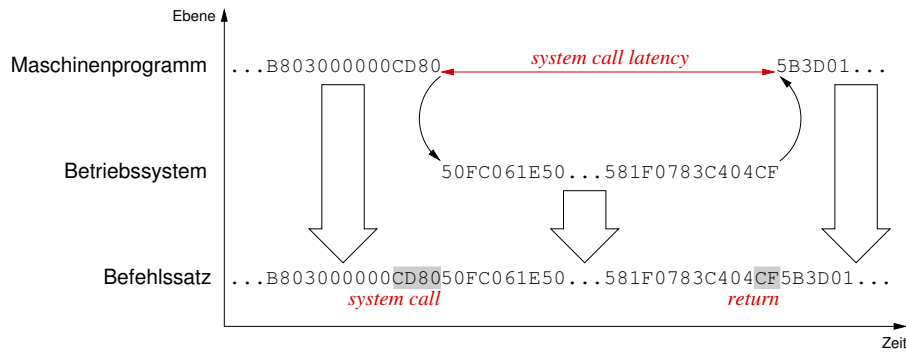 Ebene
Maschinenprogramm ...B803000000CD80 system call latency 5B3D01...
Betriebssystem 50FC061E50...581F0783C404CF
Befehlssatz ...B803000000CD8050FC061E50...581F0783C404CF5B3D01...
system call return
Zeit